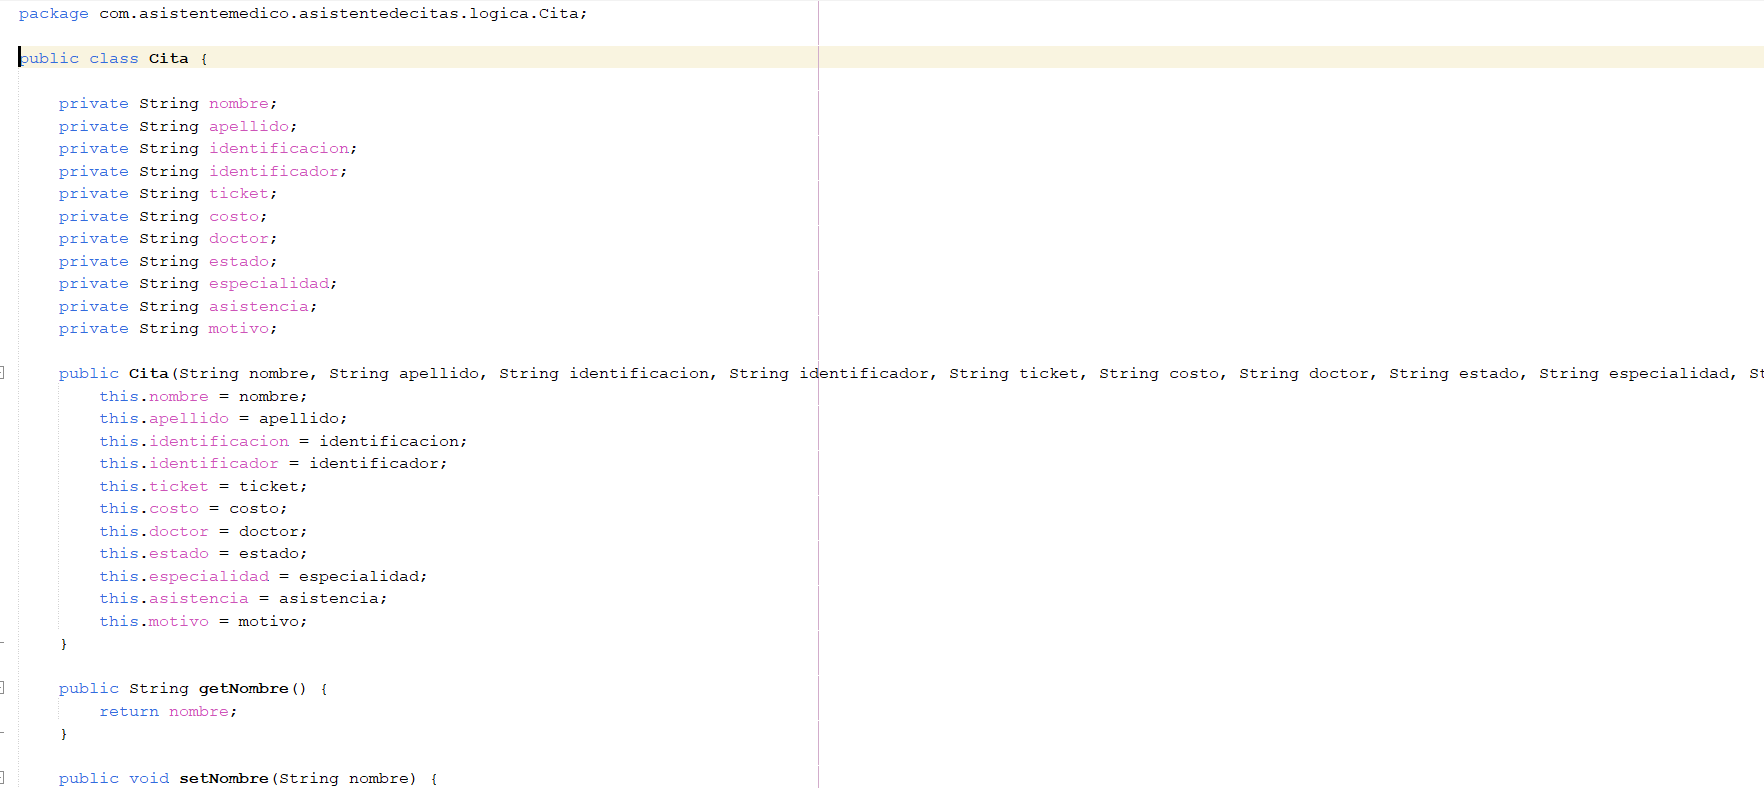 package com.asistentemedico.asistentedecitas.logica.Cita;
public class Cita {
private String nombre;
private String apellido;
private String identificacion;
private String identificador;
private String ticket;
private String costo;
private String doctor;
private String estado;
private String especialidad;
private String asistencia;
private String motivo;
public Cita(String nombre, String apellido, String identificacion, String identificador, String ticket, String costo, String doctor, String estado, String especialidad, St
this.nombre = nombre;
this.apellido = apellido;
this.identificacion = identificacion;
this.identificador = identificador;
this.ticket = ticket;
this.costo = costo;
this.doctor = doctor;
this.estado = estado;
this.especialidad = especialidad;
this.asistencia = asistencia;
this.motivo = motivo;
}
public String getNombre() {
return nombre;
}
public void setNombre(String nombre) {